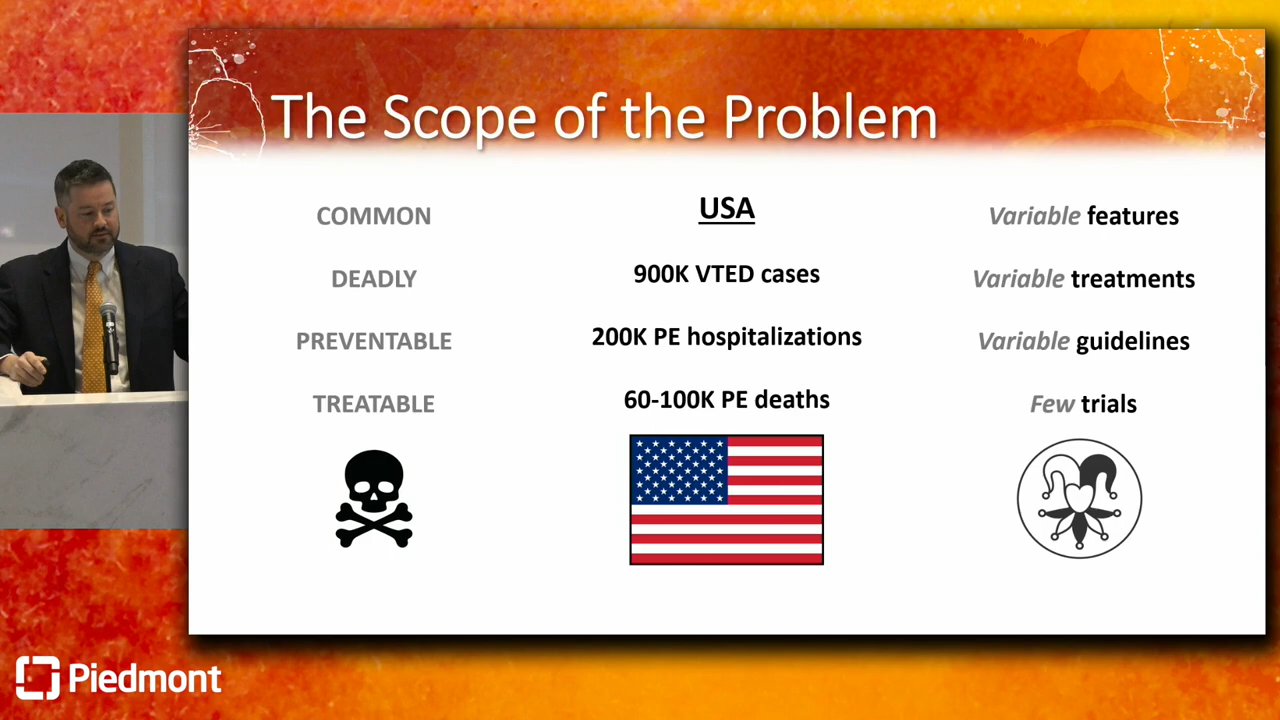 The Scope of the Problem
COMMON
DEADLY
PREVENTABLE
TREATABLE
USA
900K VTED cases
200K PE hospitalizations
60-100K PE deaths
Variable features
Variable treatments
Variable guidelines
Few trials
Piedmont